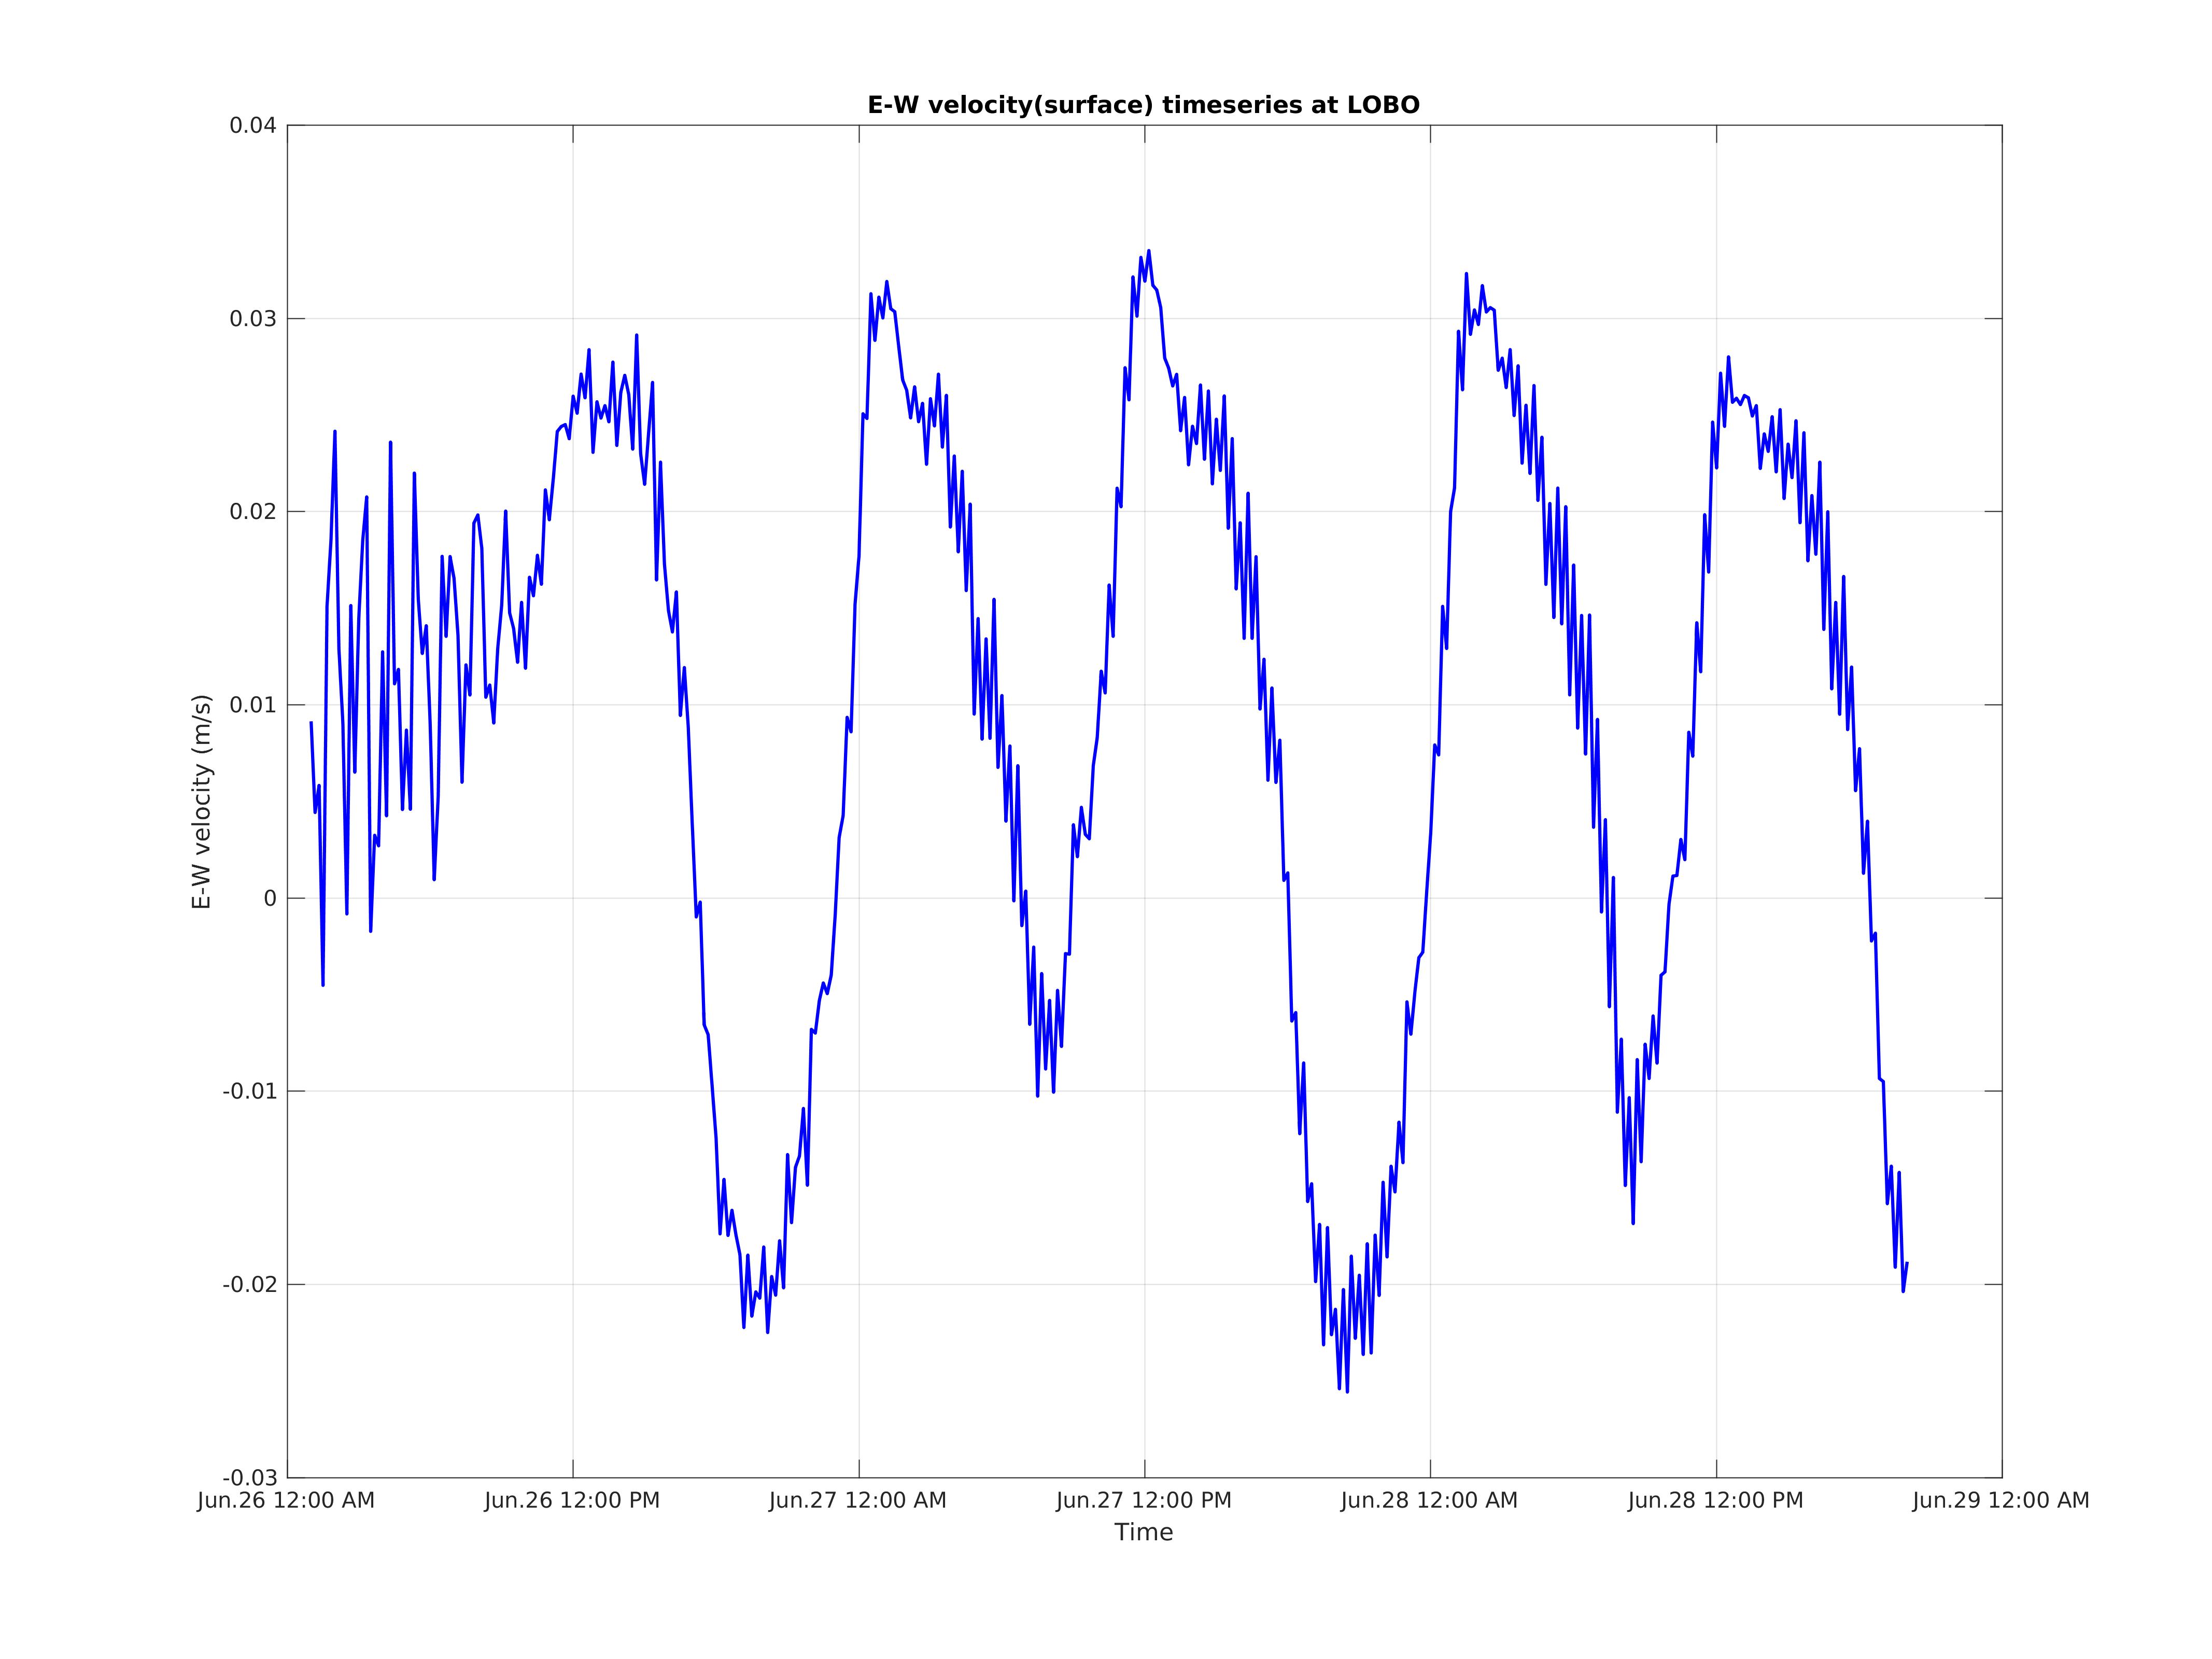 E-W velocity(surface) timeseries at LOBO
0.04
0.03
0.02
0.01
0
-0.01
-0.02
-0.03
E-W velocity (m/s)
Jun.26 12:00 AM Jun.26 12:00 PM Jun.27 12:00 AM Jun.27 12:00 PM Jun.28 12:00 AM Jun.28 12:00 PM Jun.29 12:00 AM
Time